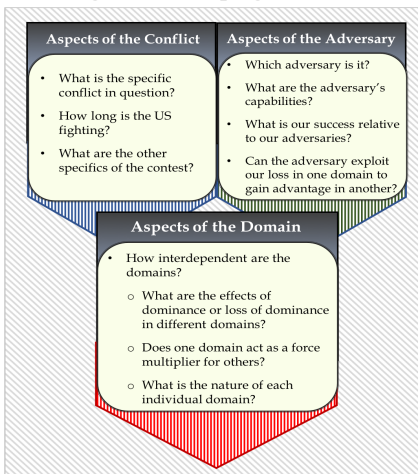 Aspects of the Conflict
• What is the specific
conflict in question?
• How long is the US
fighting?
• What are the other
specifics of the contest?
Aspects of the Adversary
• Which adversary is it?
• What are the adversary's
capabilities?
• What is our success relative
to our adversaries?
• Can the adversary exploit
our loss in one domain to
gain advantage in another?
Aspects of the Domain
• How interdependent are the
domains?
o What are the effects of
dominance or loss of dominance
in different domains?
o Does one domain act as a force
multiplier for others?
o What is the nature of each
individual domain?